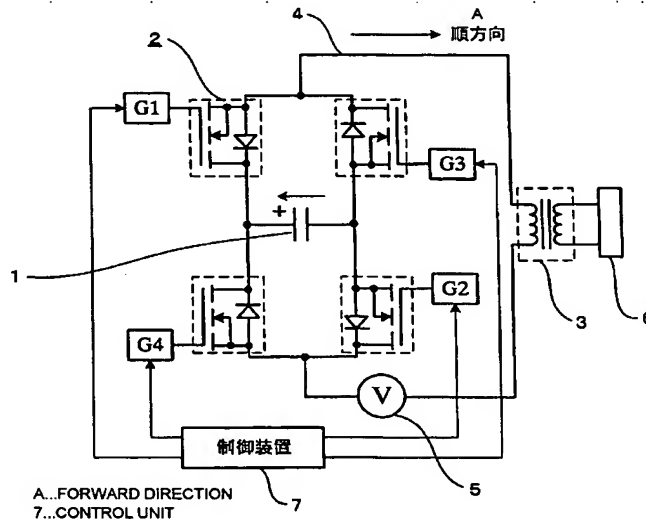 A
順方向
4
2
G1
G3
+
1
3
6
G2
G4
V
5
制御装置
7
A...FORWARD DIRECTION
7...CONTROL UNIT